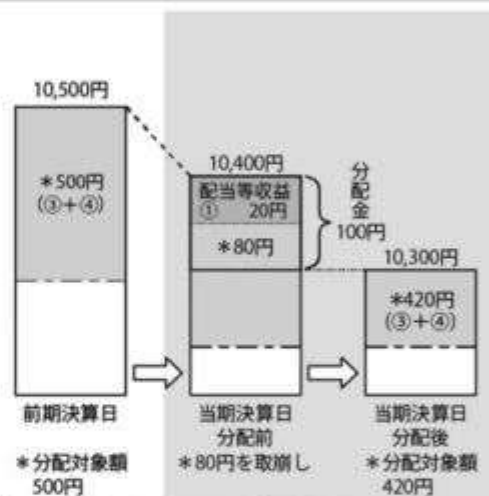 10,500円
*500円
(③+④)
前期決算日
*分配対象額
500円
10,400円
配当等収益
① 20円
*80円
分配金
100円
当期決算日
分配前
*80円を取崩し
10,300円
*420円
(③+④)
当期決算日
分配後
*分配対象額
420円